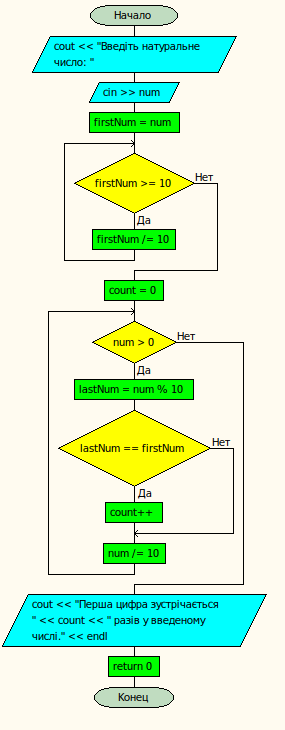 Начало
cout << "Введіть натуральне
число: "
cin >> num
firstNum = num
firstNum >= 10
Нет
Да
firstNum /= 10
count = 0
num > 0
Нет
Да
lastNum = num % 10
lastNum == firstNum
Нет
Да
count++
num /= 10
cout << "Перша цифра зустрічається
" << count << " разів у введеному
числі." << endl
return 0
Конец